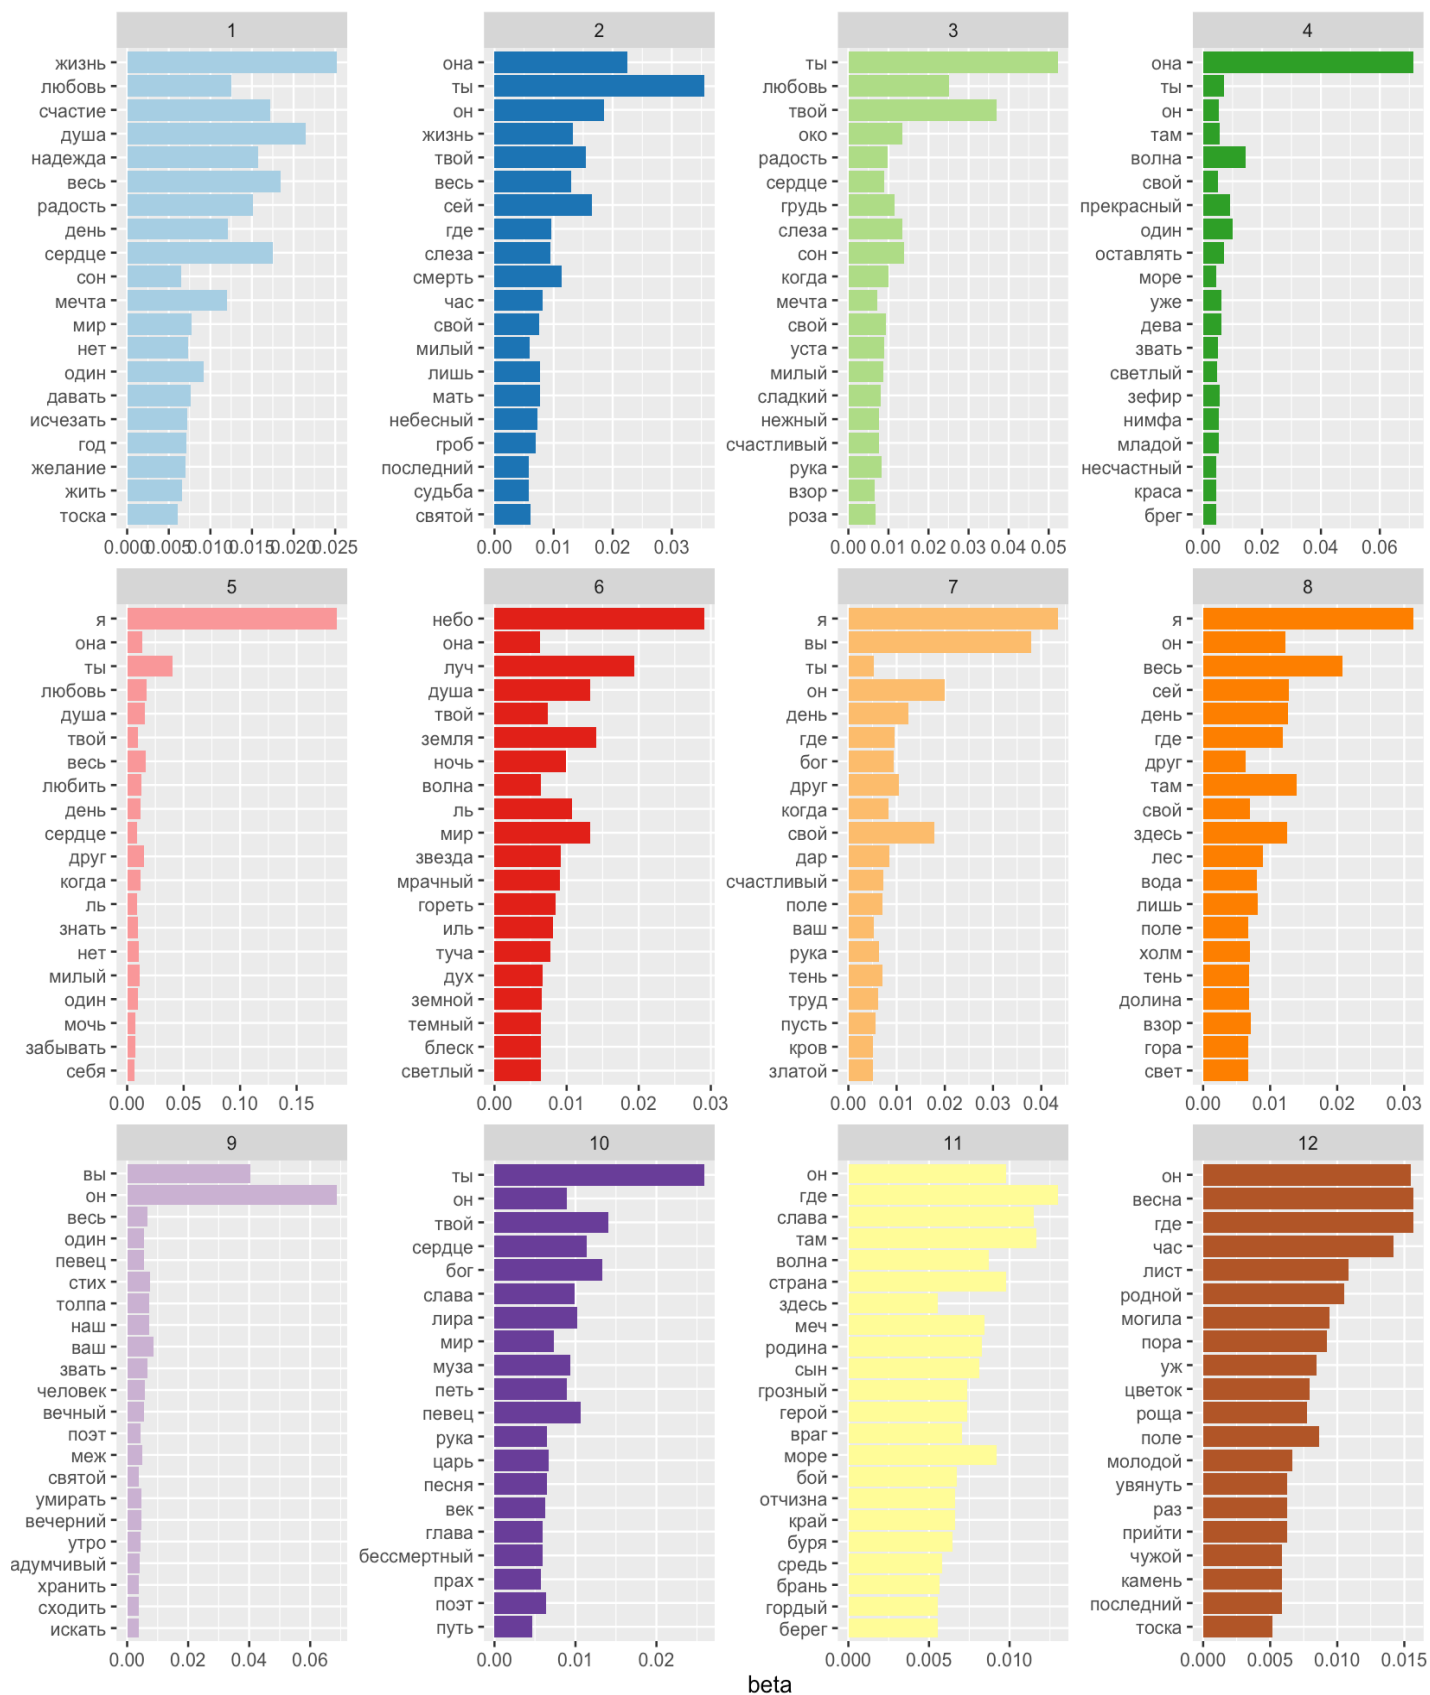 1
жизнь
любовь
счастие
душа
надежда
весь
радость
день
сердце
сон
мечта
мир
нет
один
давать
исчезать
год
желание
жить
тоска
0.000 0.005 0.010 0.015 0.020 0.025
2
она
ты
он
жизнь
твой
весь
сей
где
слеза
смерть
час
свой
милый
лишь
мать
небесный
гроб
последний
судьба
святой
0.00 0.01 0.02 0.03
3
ты
любовь
твой
око
радость
сердце
грудь
слеза
сон
когда
мечта
свой
уста
милый
сладкий
нежный
счастливый
рука
взор
роза
0.00 0.01 0.02 0.03 0.04 0.05
4
она
ты
он
там
волна
свой
прекрасный
один
оставлять
море
уже
дева
звать
светлый
зефир
нимфа
младой
несчастный
краса
брег
0.00 0.02 0.04 0.06
5
я
она
ты
любовь
душа
твой
весь
любить
день
сердце
друг
когда
ль
знать
нет
милый
один
мочь
забывать
себя
0.00 0.05 0.10 0.15
6
небо
она
луч
душа
твой
земля
ночь
волна
ль
мир
звезда
мрачный
гореть
иль
туча
дух
земной
темный
блеск
светлый
0.00 0.01 0.02 0.03
7
я
вы
ты
он
день
где
бог
друг
когда
свой
дар
счастливый
поле
ваш
рука
тень
труд
пусть
кров
златой
0.00 0.01 0.02 0.03 0.04
8
я
он
весь
сей
день
где
друг
там
свой
здесь
лес
вода
лишь
поле
холм
тень
долина
взор
гора
свет
0.00 0.01 0.02 0.03
9
вы
он
весь
один
певец
стих
толпа
наш
ваш
звать
человек
вечный
поэт
меж
святой
умирать
вечерний
утро
адумчивый
хранить
сходить
искать
0.00 0.02 0.04 0.06
10
ты
он
твой
сердце
бог
слава
лира
мир
муза
петь
певец
рука
царь
песня
век
глава
бессмертный
прах
поэт
путь
0.00 0.01 0.02
11
он
где
слава
там
волна
страна
здесь
меч
родина
сын
грозный
герой
враг
море
бой
отчизна
край
буря
средь
брань
гордый
берег
0.000 0.005 0.010
12
он
весна
где
час
лист
родной
могила
пора
уж
цветок
роща
поле
молодой
увянуть
раз
прийти
чужой
камень
последний
тоска
0.000 0.005 0.010 0.015
beta